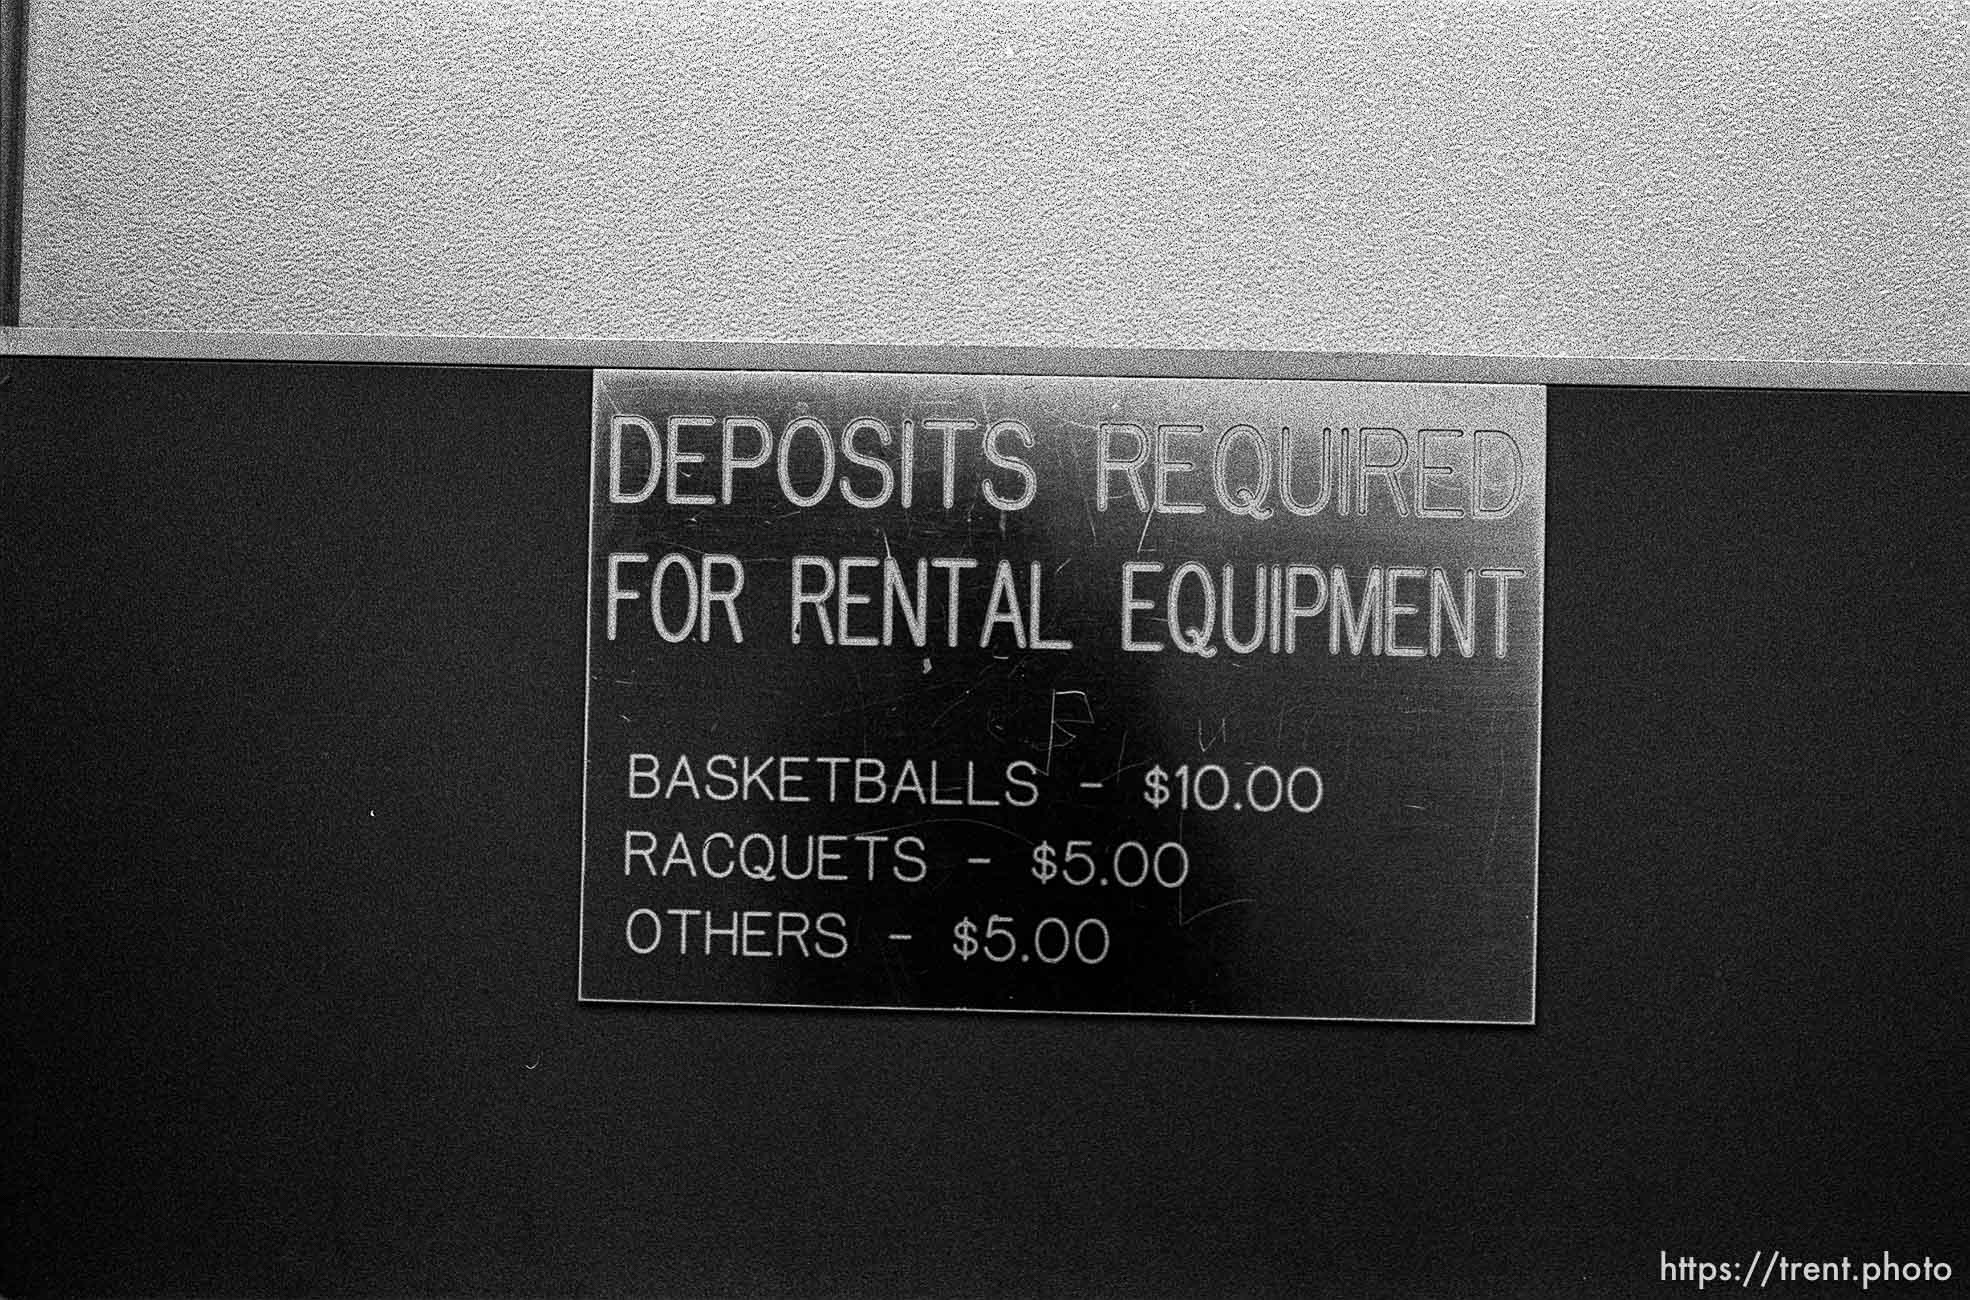 DEPOSITS REQUIRED
FOR RENTAL EQUIPMENT
BASKETBALLS - $10.00
RACQUETS - $5.00
OTHERS - $5.00
https://trent.photo